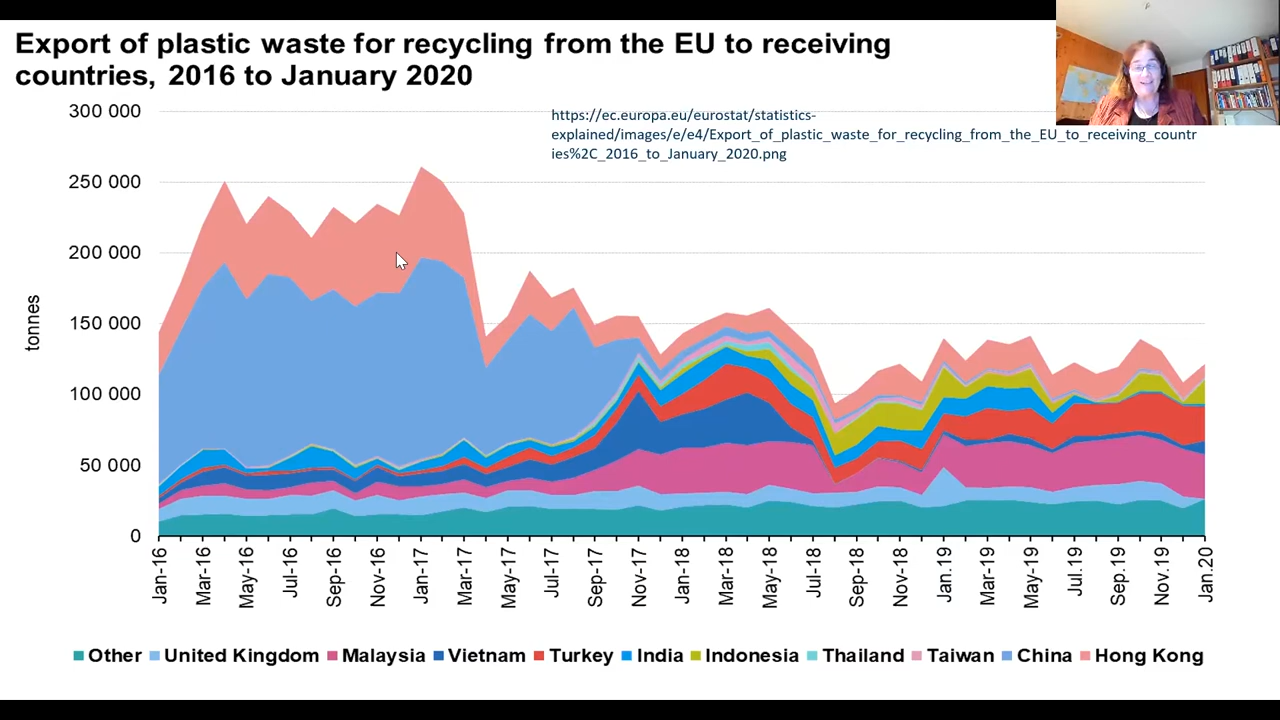 Export of plastic waste for recycling from the EU to receiving
countries, 2016 to January 2020
https://ec.europa.eu/eurostat/statistics-
explained/images/e/e4/Export_of_plastic_waste_for_recycling_from_the_EU_to_receiving_countr
ies%2C_2016_to_January_2020.png
300 000
250 000
200 000
150 000
100 000
50 000
0
tonnes
Jan-16
Mar-16
May-16
Jul-16
Sep-16
Nov-16
Jan-17
Mar-17
May-17
Jul-17
Sep-17
Nov-17
Jan-18
Mar-18
May-18
Jul-18
Sep-18
Nov-18
Jan.19
Mar-19
May-19
Jul.19
Sep.19
Nov.19
Jan.20
Other United Kingdom Malaysia Vietnam Turkey India Indonesia Thailand Taiwan China Hong Kong